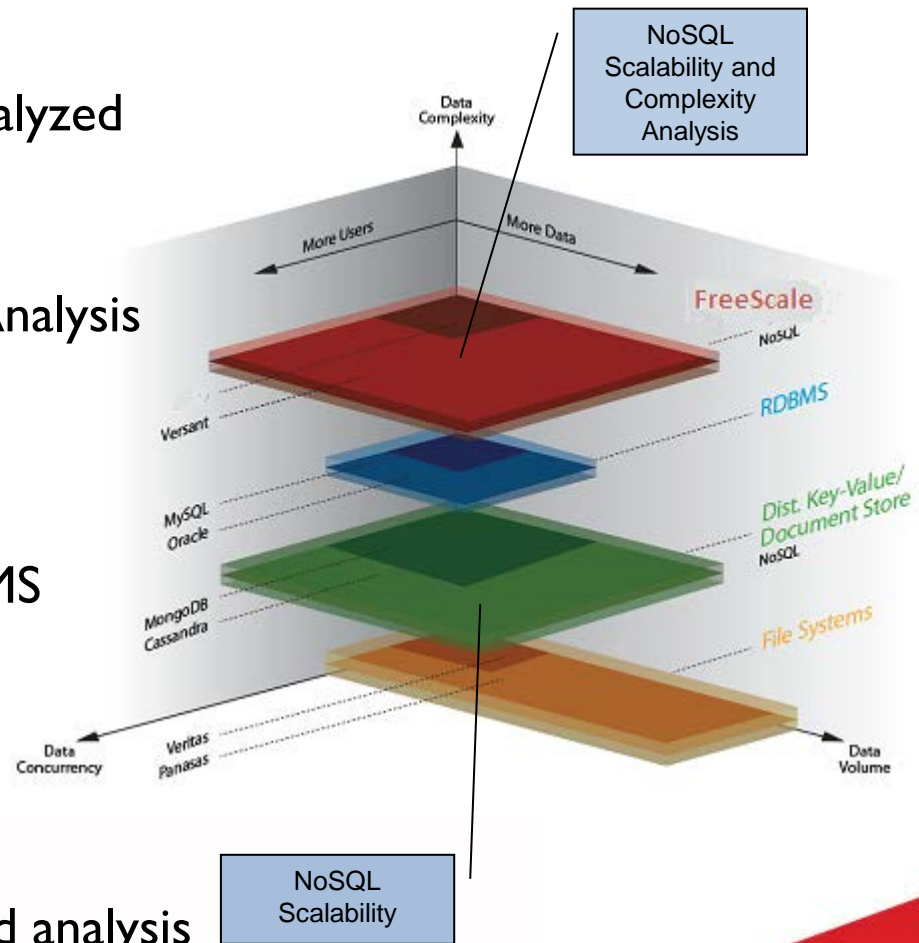 NoSQL
Scalability and
Complexity
Analysis
alyzed
Data
Complexity
More Users
More Data
Analysis
FreeScale
NoSQL
Versant
RDBMS
MySQL
Oracle
Dist. Key-Value/
Document Store
NoSQL
MS
MongoDB
Cassandra
File Systems
Veritas
Panasas
Data
Concurrency
Data
Volume
NoSQL
Scalability
d analysis